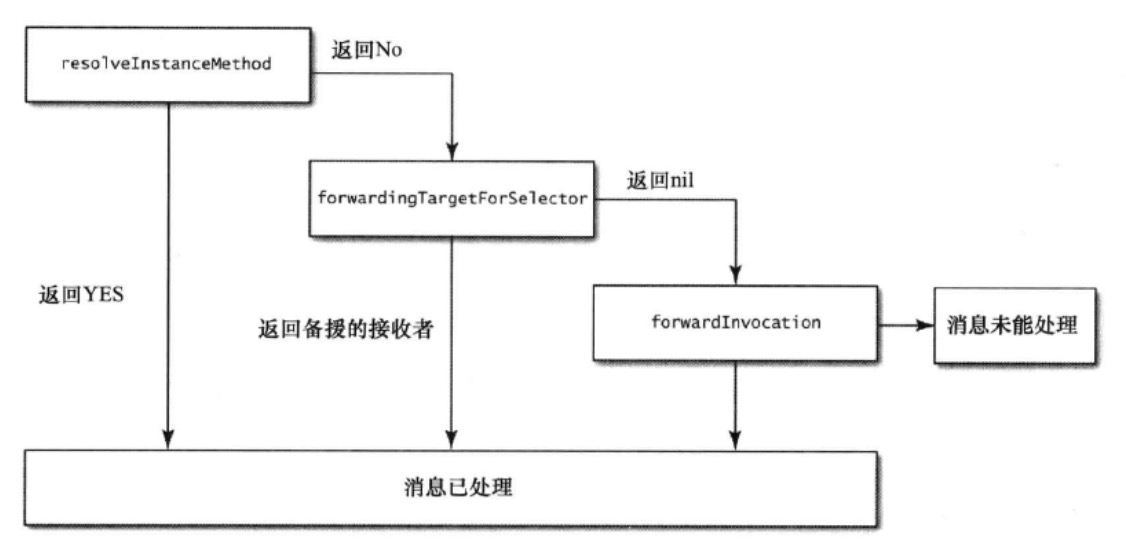 resolveInstanceMethod
返回No
forwardingTargetForSelector
返回nil
返回YES
返回备援的接收者
forwardInvocation
消息未能处理
消息已处理